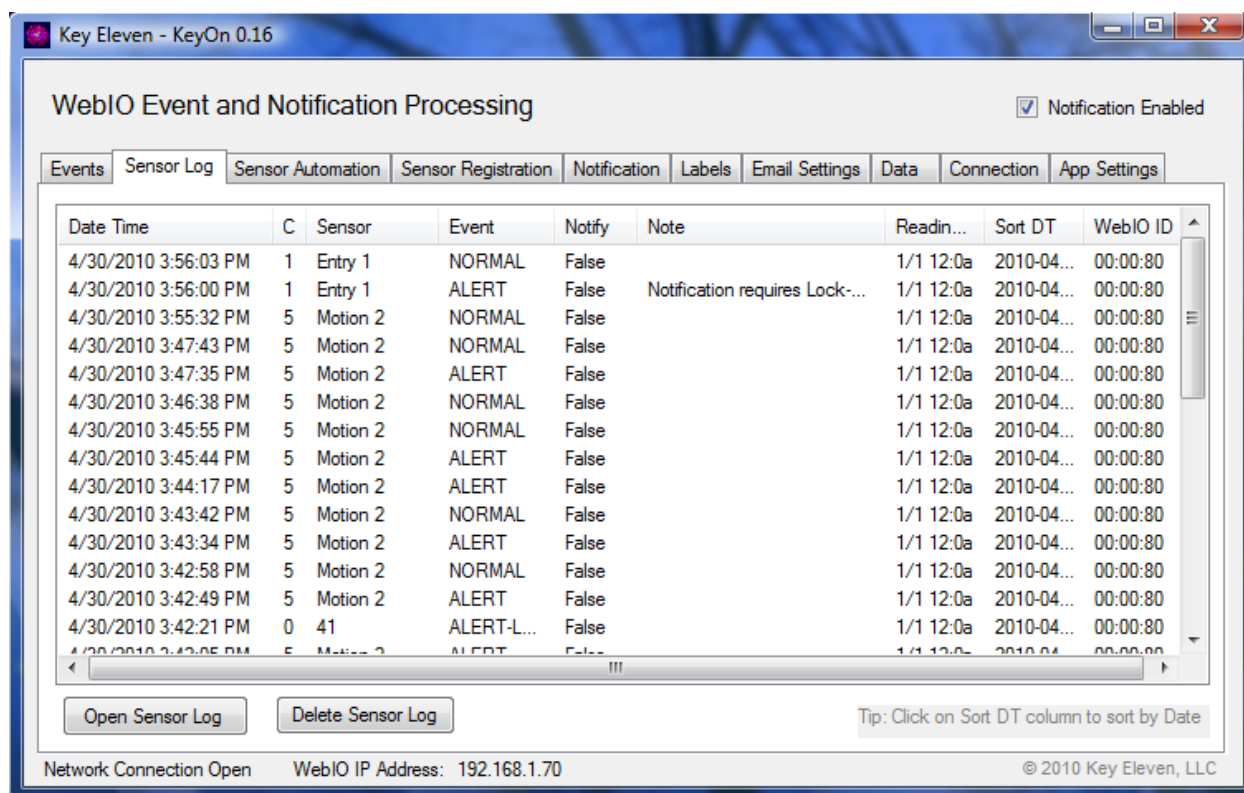 Key Eleven - KeyOn 0.16
WebIO Event and Notification Processing
Notification Enabled
Events Sensor Log Sensor Automation Sensor Registration Notification Labels Email Settings Data Connection App Settings
Date Time C Sensor Event Notify Note Readin... Sort DT WebIO ID
4/30/2010 3:56:03 PM 1 Entry 1 NORMAL False 1/1 12:0a 2010-04... 00:00:80
4/30/2010 3:56:00 PM 1 Entry 1 ALERT False Notification requires Lock-... 1/1 12:0a 2010-04... 00:00:80
4/30/2010 3:55:32 PM 5 Motion 2 NORMAL False 1/1 12:0a 2010-04... 00:00:80
4/30/2010 3:47:43 PM 5 Motion 2 NORMAL False 1/1 12:0a 2010-04... 00:00:80
4/30/2010 3:47:35 PM 5 Motion 2 ALERT False 1/1 12:0a 2010-04... 00:00:80
4/30/2010 3:46:38 PM 5 Motion 2 NORMAL False 1/1 12:0a 2010-04... 00:00:80
4/30/2010 3:45:55 PM 5 Motion 2 NORMAL False 1/1 12:0a 2010-04... 00:00:80
4/30/2010 3:45:44 PM 5 Motion 2 ALERT False 1/1 12:0a 2010-04... 00:00:80
4/30/2010 3:44:17 PM 5 Motion 2 ALERT False 1/1 12:0a 2010-04... 00:00:80
4/30/2010 3:43:42 PM 5 Motion 2 NORMAL False 1/1 12:0a 2010-04... 00:00:80
4/30/2010 3:43:34 PM 5 Motion 2 ALERT False 1/1 12:0a 2010-04... 00:00:80
4/30/2010 3:42:58 PM 5 Motion 2 NORMAL False 1/1 12:0a 2010-04... 00:00:80
4/30/2010 3:42:49 PM 5 Motion 2 ALERT False 1/1 12:0a 2010-04... 00:00:80
4/30/2010 3:42:21 PM 0 41 ALERT-L... False 1/1 12:0a 2010-04... 00:00:80
Open Sensor Log Delete Sensor Log Tip: Click on Sort DT column to sort by Date
Network Connection Open WebIO IP Address: 192.168.1.70 © 2010 Key Eleven, LLC